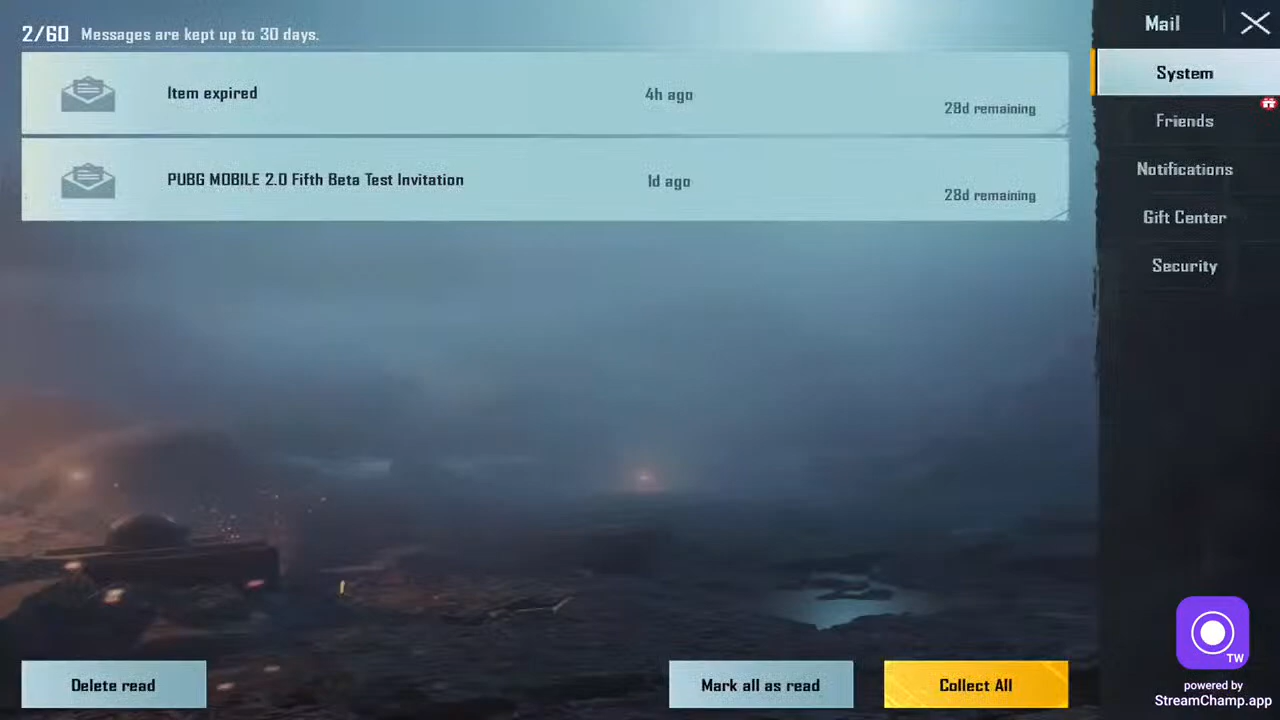 2/60 Messages are kept up to 30 days.
Item expired 4h ago 28d remaining
PUBG MOBILE 2.0 Fifth Beta Test Invitation 1d ago 28d remaining
Delete read Mark all as read Collect All
Mail
System
Friends
Notifications
Gift Center
Security
TW
powered by
StreamChamp.app